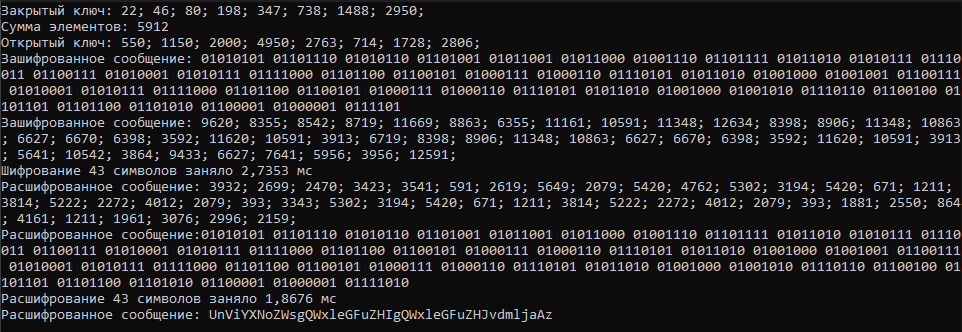 Закрытый ключ: 22; 46; 80; 198; 347; 738; 1488; 2950;
Сумма элементов: 5912
Открытый ключ: 550; 1150; 2000; 4950; 2763; 714; 1728; 2806;
Зашифрованное сообщение: 01010101 01101110 01010110 01101001 01011001 01011000 01001110 01101111 01011010 01010111 01110
011 01100111 01010001 01010111 01111000 01101100 01100101 01000111 01000110 01110101 01011010 01001000 01001001 01100111
 01010001 01010111 01111000 01101100 01100101 01000111 01000110 01110101 01011010 01001000 01001010 01110110 01100100 01
101101 01101100 01101010 01100001 01000001 0111101
Зашифрованное сообщение: 9620; 8355; 8542; 8719; 11669; 8863; 6355; 11161; 10591; 11348; 12634; 8398; 8906; 11348; 10863
; 6627; 6670; 6398; 3592; 11620; 10591; 3913; 6719; 8398; 8906; 11348; 10863; 6627; 6670; 6398; 3592; 11620; 10591; 3913
; 5641; 10542; 3864; 9433; 6627; 7641; 5956; 3956; 12591;
Шифрование 43 символов заняло 2,7353 мс
Расшифрованное сообщение: 3932; 2699; 2470; 3423; 3541; 591; 2619; 5649; 2079; 5420; 4762; 5302; 3194; 5420; 671; 1211;
3814; 5222; 2272; 4012; 2079; 393; 3343; 5302; 3194; 5420; 671; 1211; 3814; 5222; 2272; 4012; 2079; 393; 1881; 2550; 864
; 4161; 1211; 1961; 3076; 2996; 2159;
Расшифрованное сообщение:01010101 01101110 01010110 01101001 01011001 01011000 01001110 01101111 01011010 01010111 01110
011 01100111 01010001 01010111 01111000 01101100 01100101 01000111 01000110 01110101 01011010 01001000 01001001 01100111
 01010001 01010111 01111000 01101100 01100101 01000111 01000110 01110101 01011010 01001000 01001010 01110110 01100100 01
101101 01101100 01101010 01100001 01000001 01111010
Расшифрование 43 символов заняло 1,8676 мс
Расшифрованное сообщение: UnViYXNoZWsgQWxleGFuZHIgQWxleGFuZHJvdmljaAz